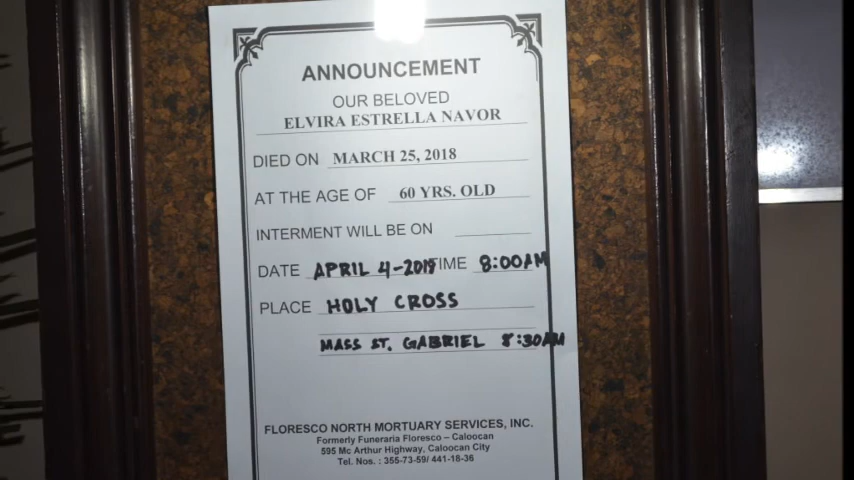 ANNOUNCEMENT
OUR BELOVED
ELVIRA ESTRELLA NAVOR
DIED ON MARCH 25, 2018
AT THE AGE OF 60 YRS. OLD
INTERMENT WILL BE ON
DATE APRIL 4-2018 TIME 8:00AM
PLACE HOLY CROSS
MASS ST. GABRIEL 8:30AM
FLORESCO NORTH MORTUARY SERVICES, INC.
Formerly Funeraria Floresco – Caloocan
595 Mc Arthur Highway, Caloocan City
Tel. Nos. : 355-73-59/ 441-18-36